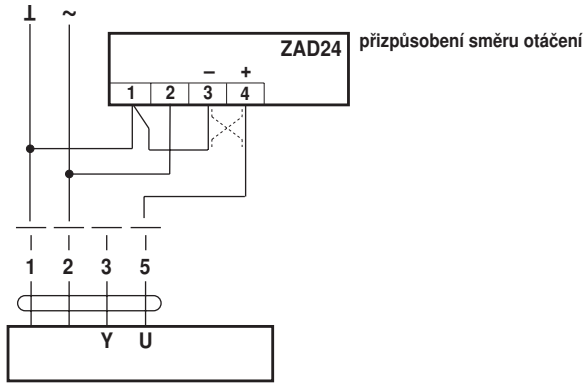 ⊥ ~
ZAD24 přizpůsobení směru otáčení
– +
1 2 3 4
1 2 3 5
Y U